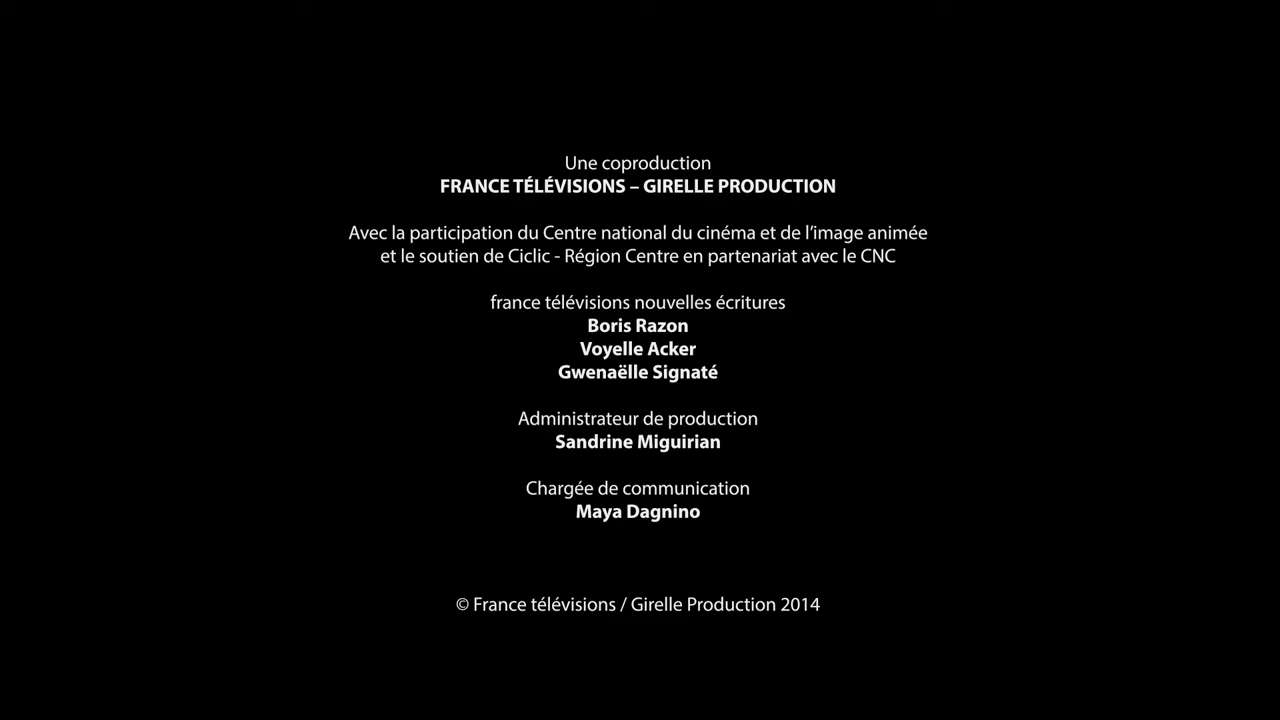 Une coproduction
FRANCE TÉLÉVISIONS – GIRELLE PRODUCTION
Avec la participation du Centre national du cinéma et de l’image animée
et le soutien de Ciclic - Région Centre en partenariat avec le CNC
france télévisions nouvelles écritures
Boris Razon
Voyelle Acker
Gwenaëlle Signaté
Administrateur de production
Sandrine Miguirian
Chargée de communication
Maya Dagnino
© France télévisions / Girelle Production 2014